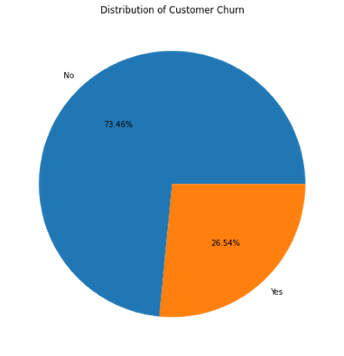 Distribution of Customer Churn
No
73.46%
26.54%
Yes